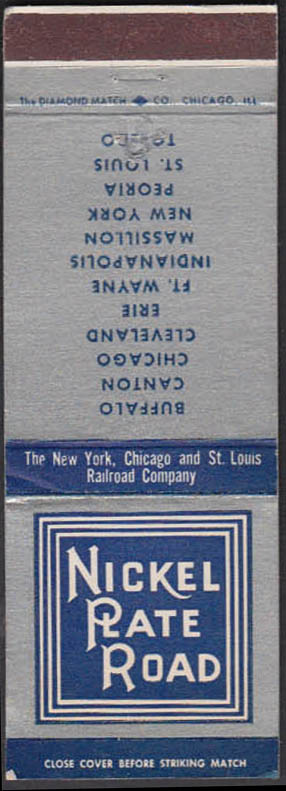 The DIAMOND MATCH CO. CHICAGO, ILL
BUFFALO
CANTON
CHICAGO
CLEVELAND
ERIE
FT. WAYNE
INDIANAPOLIS
MASSILLON
NEW YORK
PEORIA
ST. LOUIS
TOLEDO
The New York, Chicago and St. Louis
Railroad Company
NICKEL
PLATE
ROAD
CLOSE COVER BEFORE STRIKING MATCH